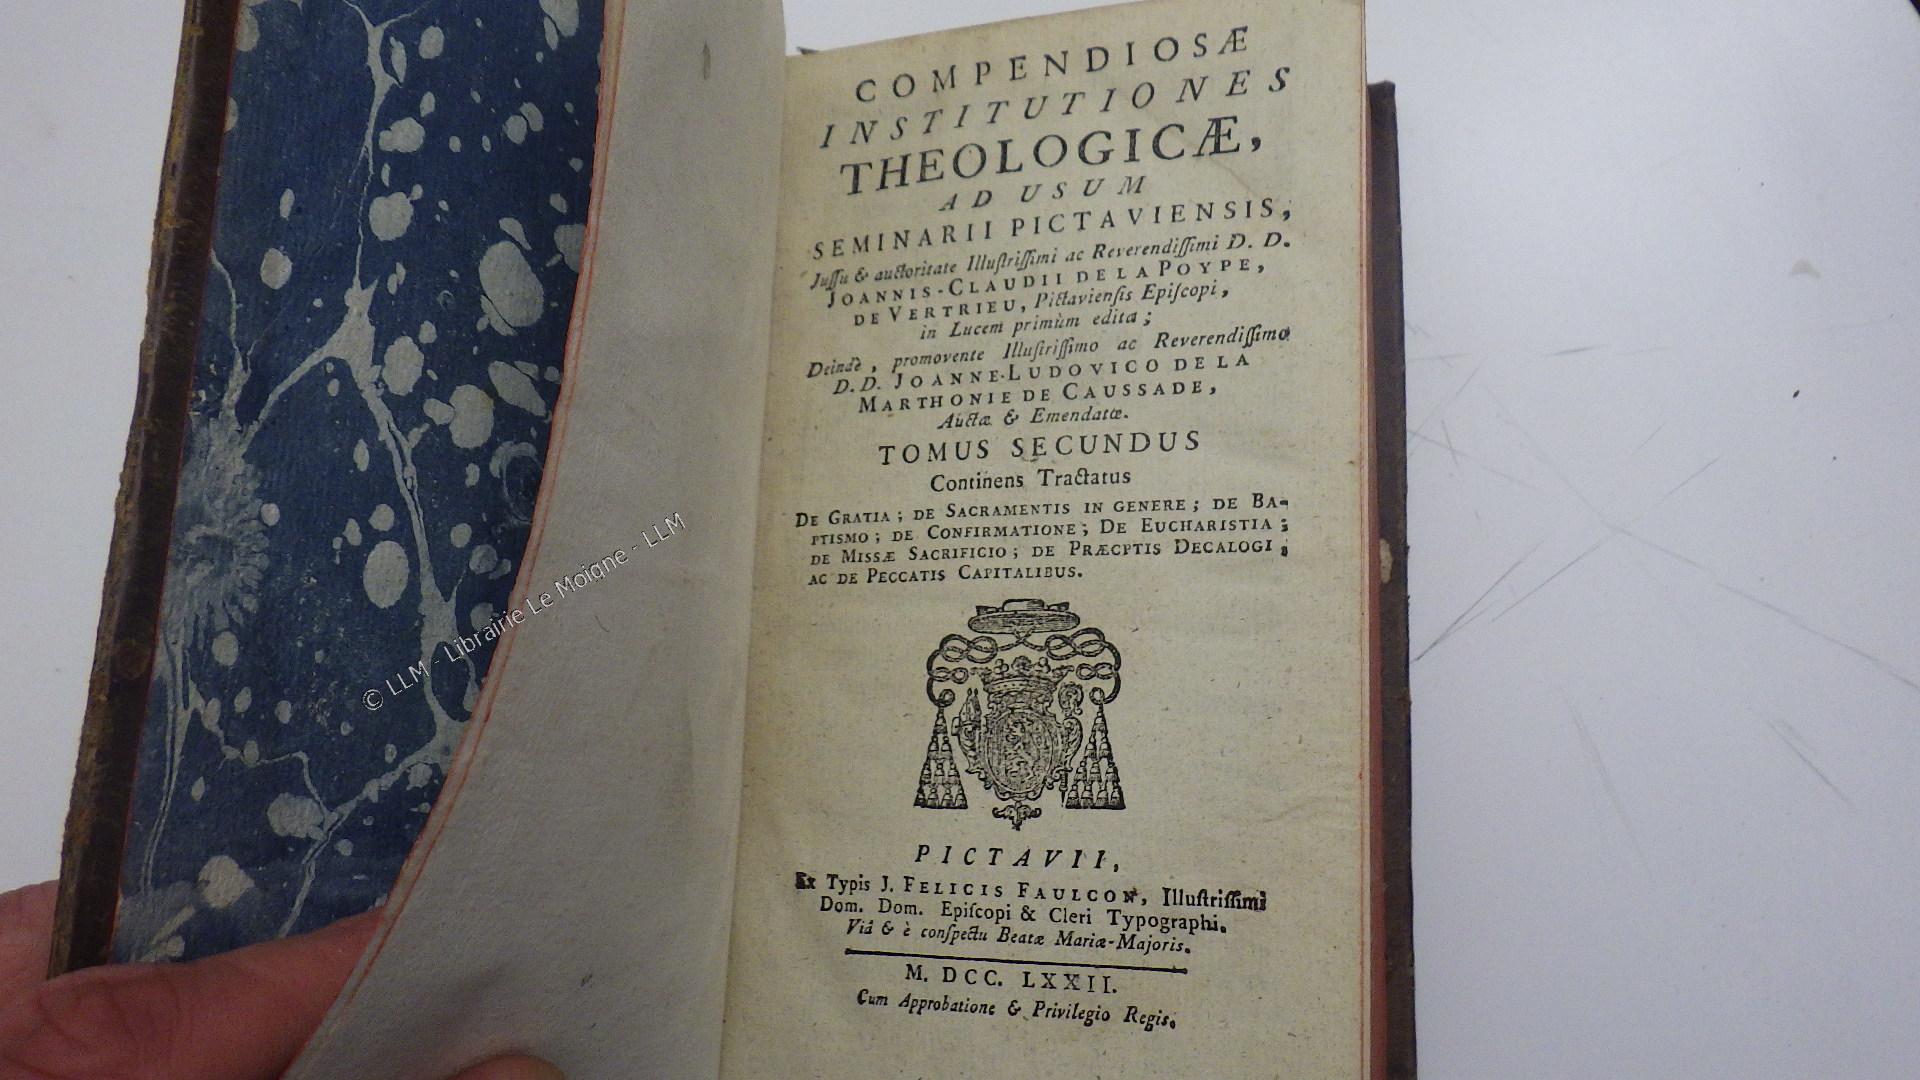 COMPENDIOSÆ
INSTITUTIONES
THEOLOGICÆ,
AD USUM
SEMINARII PICTAVIENSIS,
Juſſu & auctoritate Illuſtriſſimi ac Reverendiſſimi D. D.
JOANNIS-CLAUDII DE LA POYPE,
DE VERTRIEU, Pictavienſis Epiſcopi,
in Lucem primùm edita;
Deindè, promovente Illuſtriſſimo ac Reverendiſſimo
D. D. JOANNE-LUDOVICO DE LA
MARTHONIE DE CAUSSADE,
Auctæ & Emendatæ.
TOMUS SECUNDUS
Continens Tractatus
DE GRATIA; DE SACRAMENTIS IN GENERE; DE BA-
PTISMO; DE CONFIRMATIONE; DE EUCHARISTIA;
DE MISSÆ SACRIFICIO; DE PRÆCPTIS DECALOGI,
AC DE PECCATIS CAPITALIBUS.
PICTAVII,
Ex Typis J. FELICIS FAULCON, Illuſtriſſimi
Dom. Dom. Epiſcopi & Cleri Typographi.
Viâ & è conſpectu Beatæ Mariæ-Majoris.
M. DCC. LXXII.
Cum Approbatione & Privilegio Regis.
© LLM - Librairie Le Moigne - LLM